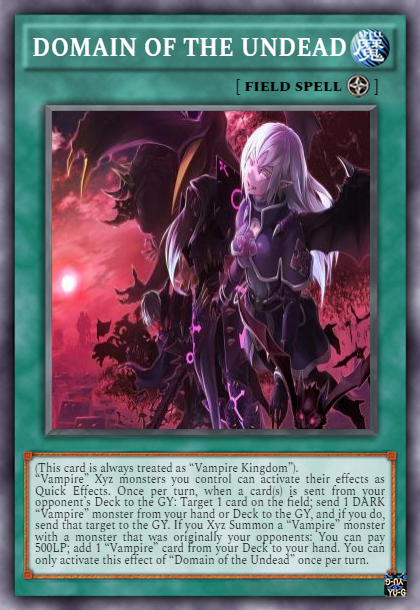 DOMAIN OF THE UNDEAD 魔
[ FIELD SPELL ]
(This card is always treated as “Vampire Kingdom”).
“Vampire” Xyz monsters you control can activate their effects as
Quick Effects. Once per turn, when a card(s) is sent from your
opponent’s Deck to the GY: Target 1 card on the field; send 1 DARK
“Vampire” monster from your hand or Deck to the GY, and if you do,
send that target to the GY. If you Xyz Summon a “Vampire” monster
with a monster that was originally your opponent’s: You can pay
500LP; add 1 “Vampire” card from your Deck to your hand. You can
only activate this effect of “Domain of the Undead” once per turn.